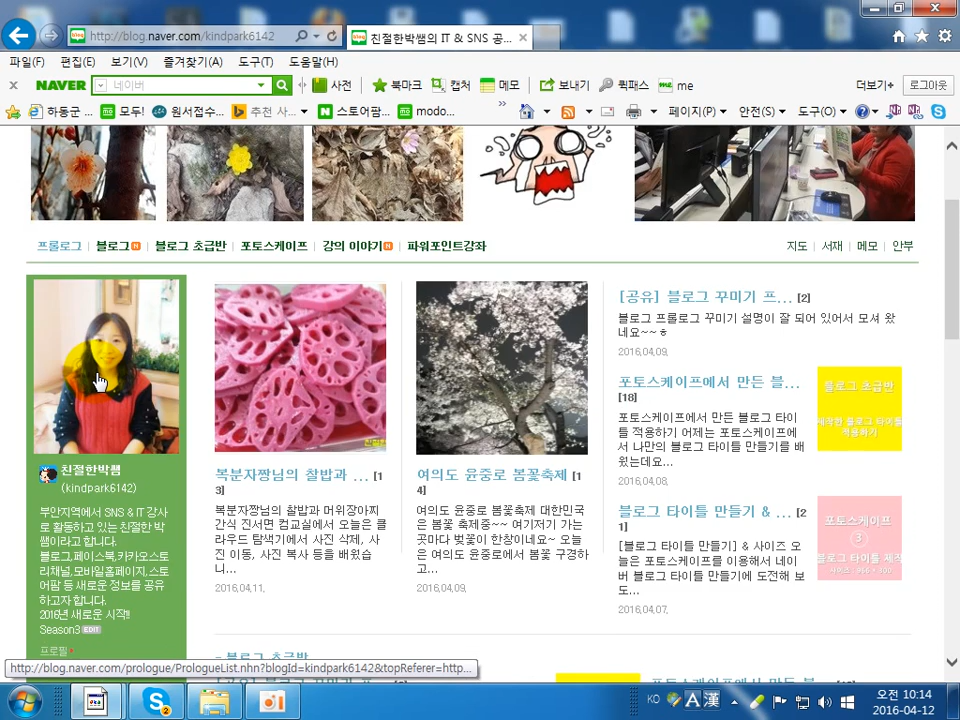 http://blog.naver.com/kindpark6142
친절한박쌤의 IT & SNS 공...
파일(F) 편집(E) 보기(V) 즐겨찾기(A) 도구(T) 도움말(H)
NAVER 네이버 사전 북마크 캡처 메모 보내기 퀵패스 me 더보기+ 로그아웃
하동군 ... 모두! 원서접수... 추천 사... 스토어팜... modo... 페이지(P) 안전(S) 도구(O)
프롤로그 | 블로그 | 블로그 초급반 | 포토스케이프 | 강의 이야기 | 파워포인트강좌 지도 | 서재 | 메모 | 안부
친절한박쌤
(kindpark6142)
부안지역에서 SNS & IT 강사
로 활동하고 있는 친절한 박
쌤이라고 합니다.
블로그,페이스북,카카오스토
리채널,모바일홈페이지,스토
어팜 등 새로운 정보를 공유
하고자 합니다.
2016년 새로운 시작!!!
Season3 EDIT
프로필
복분자짱님의 찰밥과 ... [1
3]
복분자짱님의 찰밥과 머위장아찌
간식 진서면 컴교실에서 오늘은 클
라우드 탐색기에서 사진 삭제, 사
진 이동, 사진 복사 등을 배웠습
니...
2016.04.11.
여의도 윤중로 봄꽃축제 [1
4]
여의도 윤중로 봄꽃축제 대한민국
은 봄꽃 축제중~~ 여기저기 가는
곳마다 벚꽃이 한창이네요~ 오늘
은 여의도 윤중로에서 봄꽃 구경하
고...
2016.04.09.
[공유] 블로그 꾸미기 프... [2]
블로그 프롤로그 꾸미기 설명이 잘 되어 있어서 모셔 왔
네요~~ㅎ
2016.04.09.
포토스케이프에서 만든 블...
[18]
포토스케이프에서 만든 블로그 타이
틀 적용하기 어제는 포토스케이프에
서 나만의 블로그 타이틀 만들기를 배
웠는데요...
2016.04.08.
블로그 초급반
제작한 블로그 타이틀
적용하기
블로그 타이틀 만들기 & ... [2
1]
[블로그 타이틀 만들기] & 사이즈 오
늘은 포토스케이프를 이용해서 네이
버 블로그 타이틀 만들기에 도전해 보
도...
2016.04.07.
포토스케이프
3
블로그 타이틀 제작
http://blog.naver.com/prologue/PrologueList.nhn?blogId=kindpark6142&topReferer=http...
KO A 漢
오전 10:14
2016-04-12